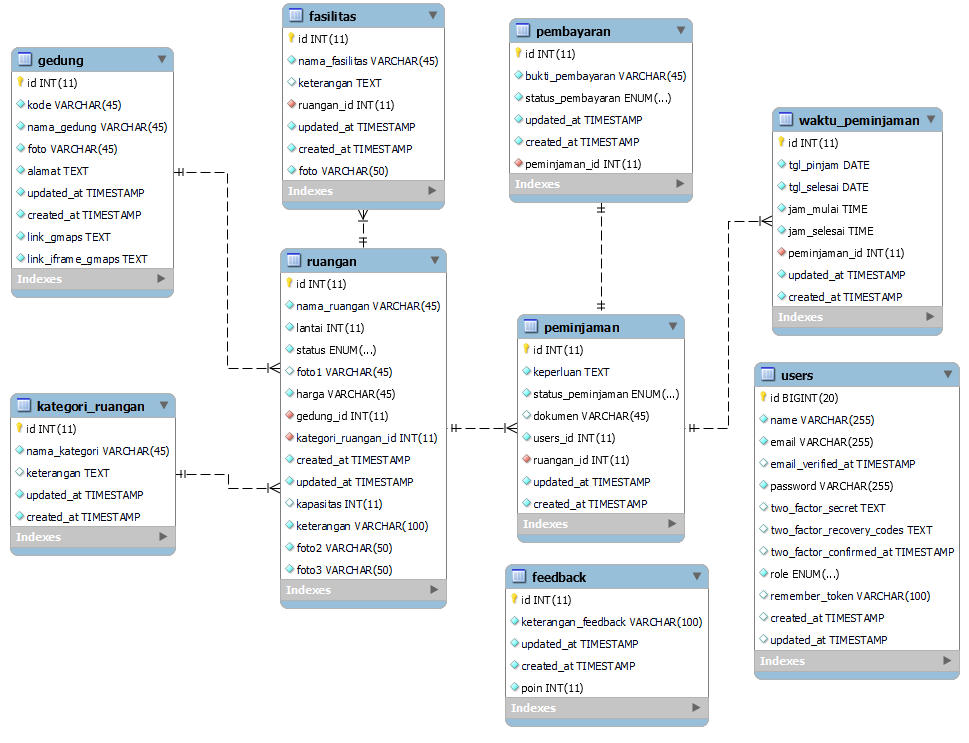 gedung
id INT(11)
kode VARCHAR(45)
nama_gedung VARCHAR(45)
foto VARCHAR(45)
alamat TEXT
updated_at TIMESTAMP
created_at TIMESTAMP
link_gmaps TEXT
link_iframe_gmaps TEXT
Indexes
kategori_ruangan
id INT(11)
nama_kategori VARCHAR(45)
keterangan TEXT
updated_at TIMESTAMP
created_at TIMESTAMP
Indexes
fasilitas
id INT(11)
nama_fasilitas VARCHAR(45)
keterangan TEXT
ruangan_id INT(11)
updated_at TIMESTAMP
created_at TIMESTAMP
foto VARCHAR(50)
Indexes
ruangan
id INT(11)
nama_ruangan VARCHAR(45)
lantai INT(11)
status ENUM(...)
foto1 VARCHAR(45)
harga VARCHAR(45)
gedung_id INT(11)
kategori_ruangan_id INT(11)
created_at TIMESTAMP
updated_at TIMESTAMP
kapasitas INT(11)
keterangan VARCHAR(100)
foto2 VARCHAR(50)
foto3 VARCHAR(50)
Indexes
pembayaran
id INT(11)
bukti_pembayaran VARCHAR(45)
status_pembayaran ENUM(...)
updated_at TIMESTAMP
created_at TIMESTAMP
peminjaman_id INT(11)
Indexes
peminjaman
id INT(11)
keperluan TEXT
status_peminjaman ENUM(...)
dokumen VARCHAR(45)
users_id INT(11)
ruangan_id INT(11)
updated_at TIMESTAMP
created_at TIMESTAMP
Indexes
feedback
id INT(11)
keterangan_feedback VARCHAR(100)
updated_at TIMESTAMP
created_at TIMESTAMP
poin INT(11)
Indexes
waktu_peminjaman
id INT(11)
tgl_pinjam DATE
tgl_selesai DATE
jam_mulai TIME
jam_selesai TIME
peminjaman_id INT(11)
updated_at TIMESTAMP
created_at TIMESTAMP
Indexes
users
id BIGINT(20)
name VARCHAR(255)
email VARCHAR(255)
email_verified_at TIMESTAMP
password VARCHAR(255)
two_factor_secret TEXT
two_factor_recovery_codes TEXT
two_factor_confirmed_at TIMESTAMP
role ENUM(...)
remember_token VARCHAR(100)
created_at TIMESTAMP
updated_at TIMESTAMP
Indexes